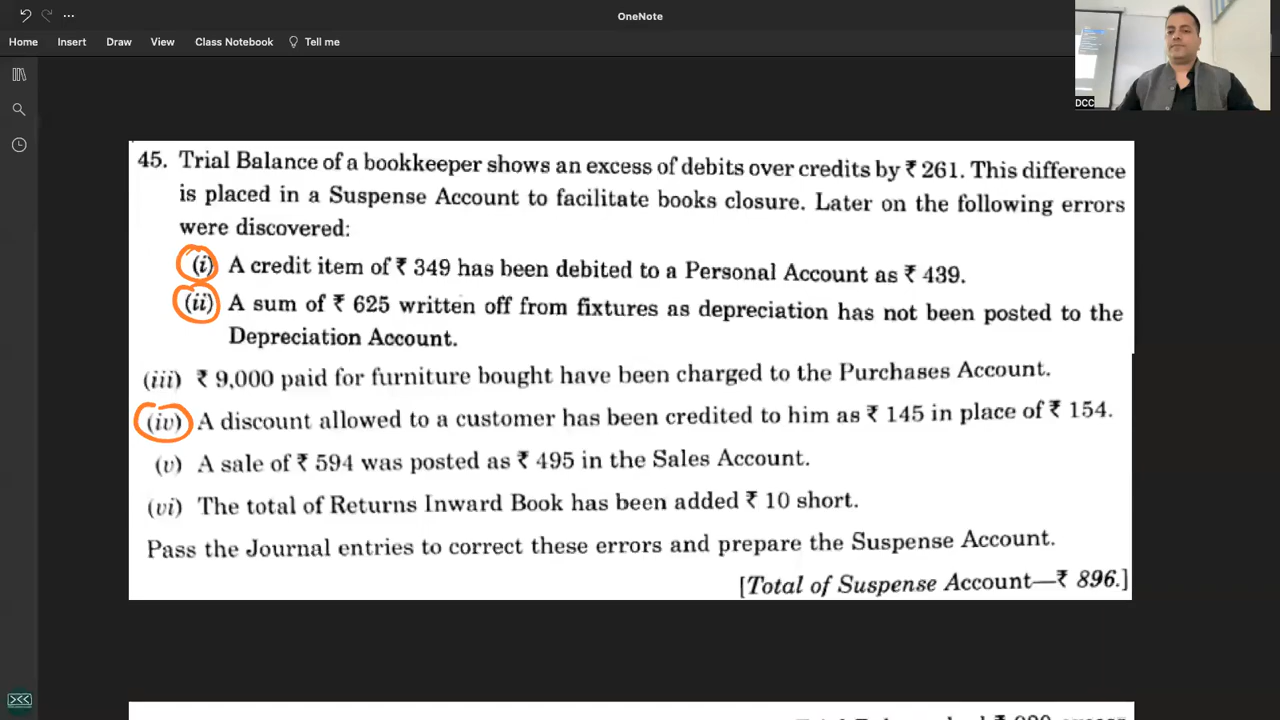 OneNote
Home Insert Draw View Class Notebook Tell me
DCC
45. Trial Balance of a bookkeeper shows an excess of debits over credits by ₹ 261. This difference
is placed in a Suspense Account to facilitate books closure. Later on the following errors
were discovered:
(i) A credit item of ₹ 349 has been debited to a Personal Account as ₹ 439.
(ii) A sum of ₹ 625 written off from fixtures as depreciation has not been posted to the
Depreciation Account.
(iii) ₹ 9,000 paid for furniture bought have been charged to the Purchases Account.
(iv) A discount allowed to a customer has been credited to him as ₹ 145 in place of ₹ 154.
(v) A sale of ₹ 594 was posted as ₹ 495 in the Sales Account.
(vi) The total of Returns Inward Book has been added ₹ 10 short.
Pass the Journal entries to correct these errors and prepare the Suspense Account.
[Total of Suspense Account—₹ 896.]